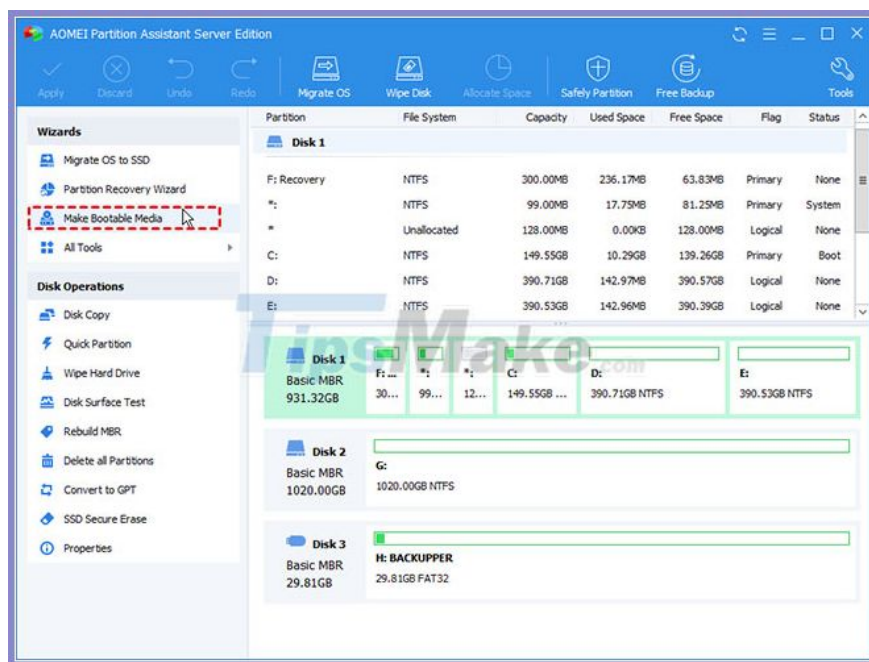 AOMEI Partition Assistant Server Edition
Apply Discard Undo Redo Migrate OS Wipe Disk Allocate Space Safely Partition Free Backup Tools
Wizards
Migrate OS to SSD
Partition Recovery Wizard
Make Bootable Media
All Tools
Disk Operations
Disk Copy
Quick Partition
Wipe Hard Drive
Disk Surface Test
Rebuild MBR
Delete all Partitions
Convert to GPT
SSD Secure Erase
Properties
Partition File System Capacity Used Space Free Space Flag Status
Disk 1
F: Recovery NTFS 300.00MB 236.17MB 63.83MB Primary None
*: NTFS 99.00MB 17.75MB 81.25MB Primary System
* Unallocated 128.00MB 0.00KB 128.00MB Logical None
C: NTFS 149.55GB 10.29GB 139.26GB Primary Boot
D: NTFS 390.71GB 142.97MB 390.57GB Logical None
E: NTFS 390.53GB 142.96MB 390.39GB Logical None
TipsMake.com
Disk 1
Basic MBR
931.32GB
F: ... *: *: C: D: E:
30... 99... 12... 149.55GB ... 390.71GB NTFS 390.53GB NTFS
Disk 2
Basic MBR
1020.00GB
G:
1020.00GB NTFS
Disk 3
Basic MBR
29.81GB
H: BACKUPPER
29.81GB FAT32